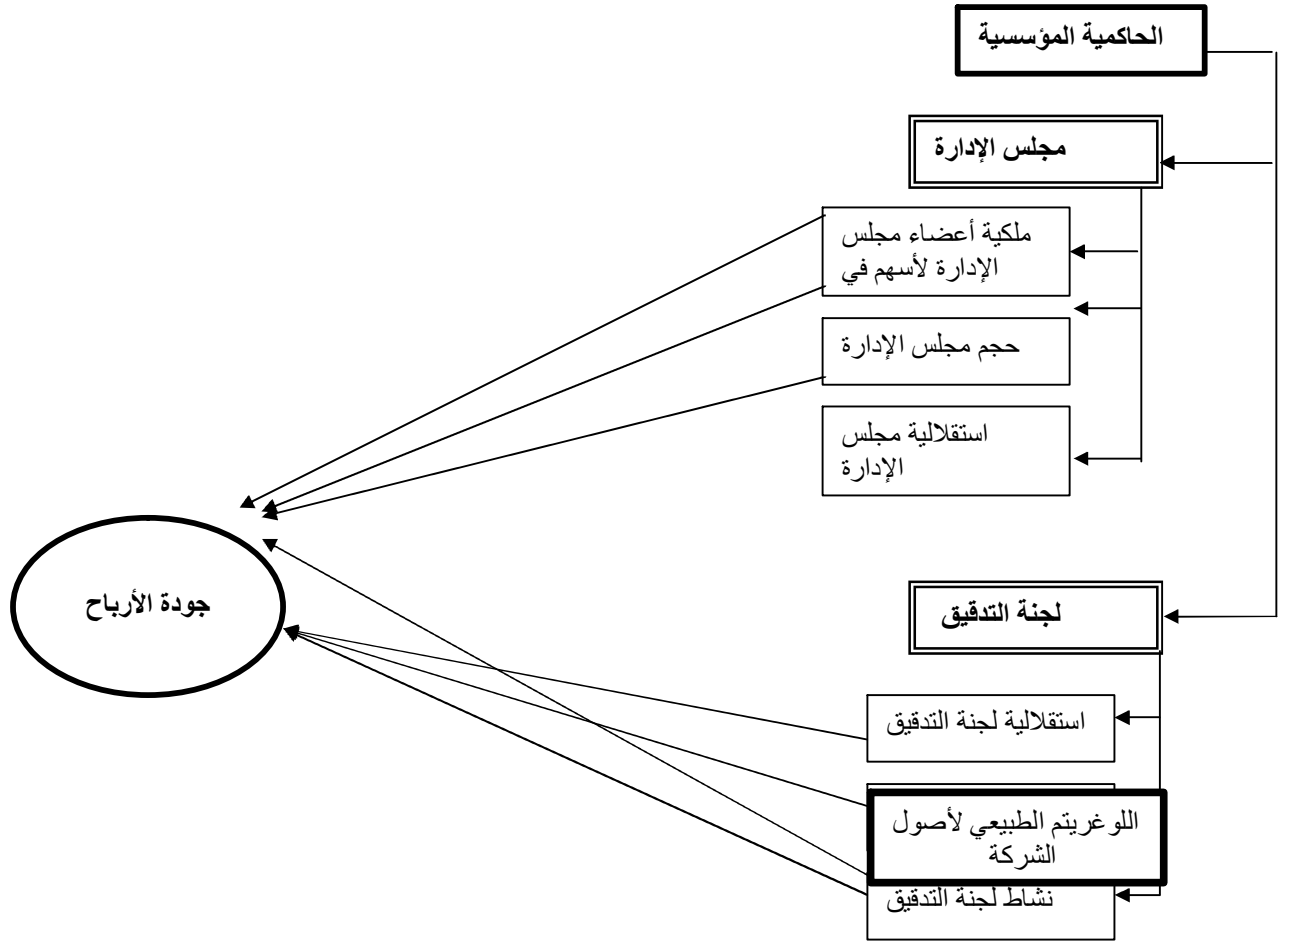 الحاكمية المؤسسية
مجلس الإدارة
ملكية أعضاء مجلس
الإدارة لأسهم في
حجم مجلس الإدارة
استقلالية مجلس
الإدارة
جودة الأرباح
لجنة التدقيق
استقلالية لجنة التدقيق
اللوغريتم الطبيعي لأصول
الشركة
نشاط لجنة التدقيق